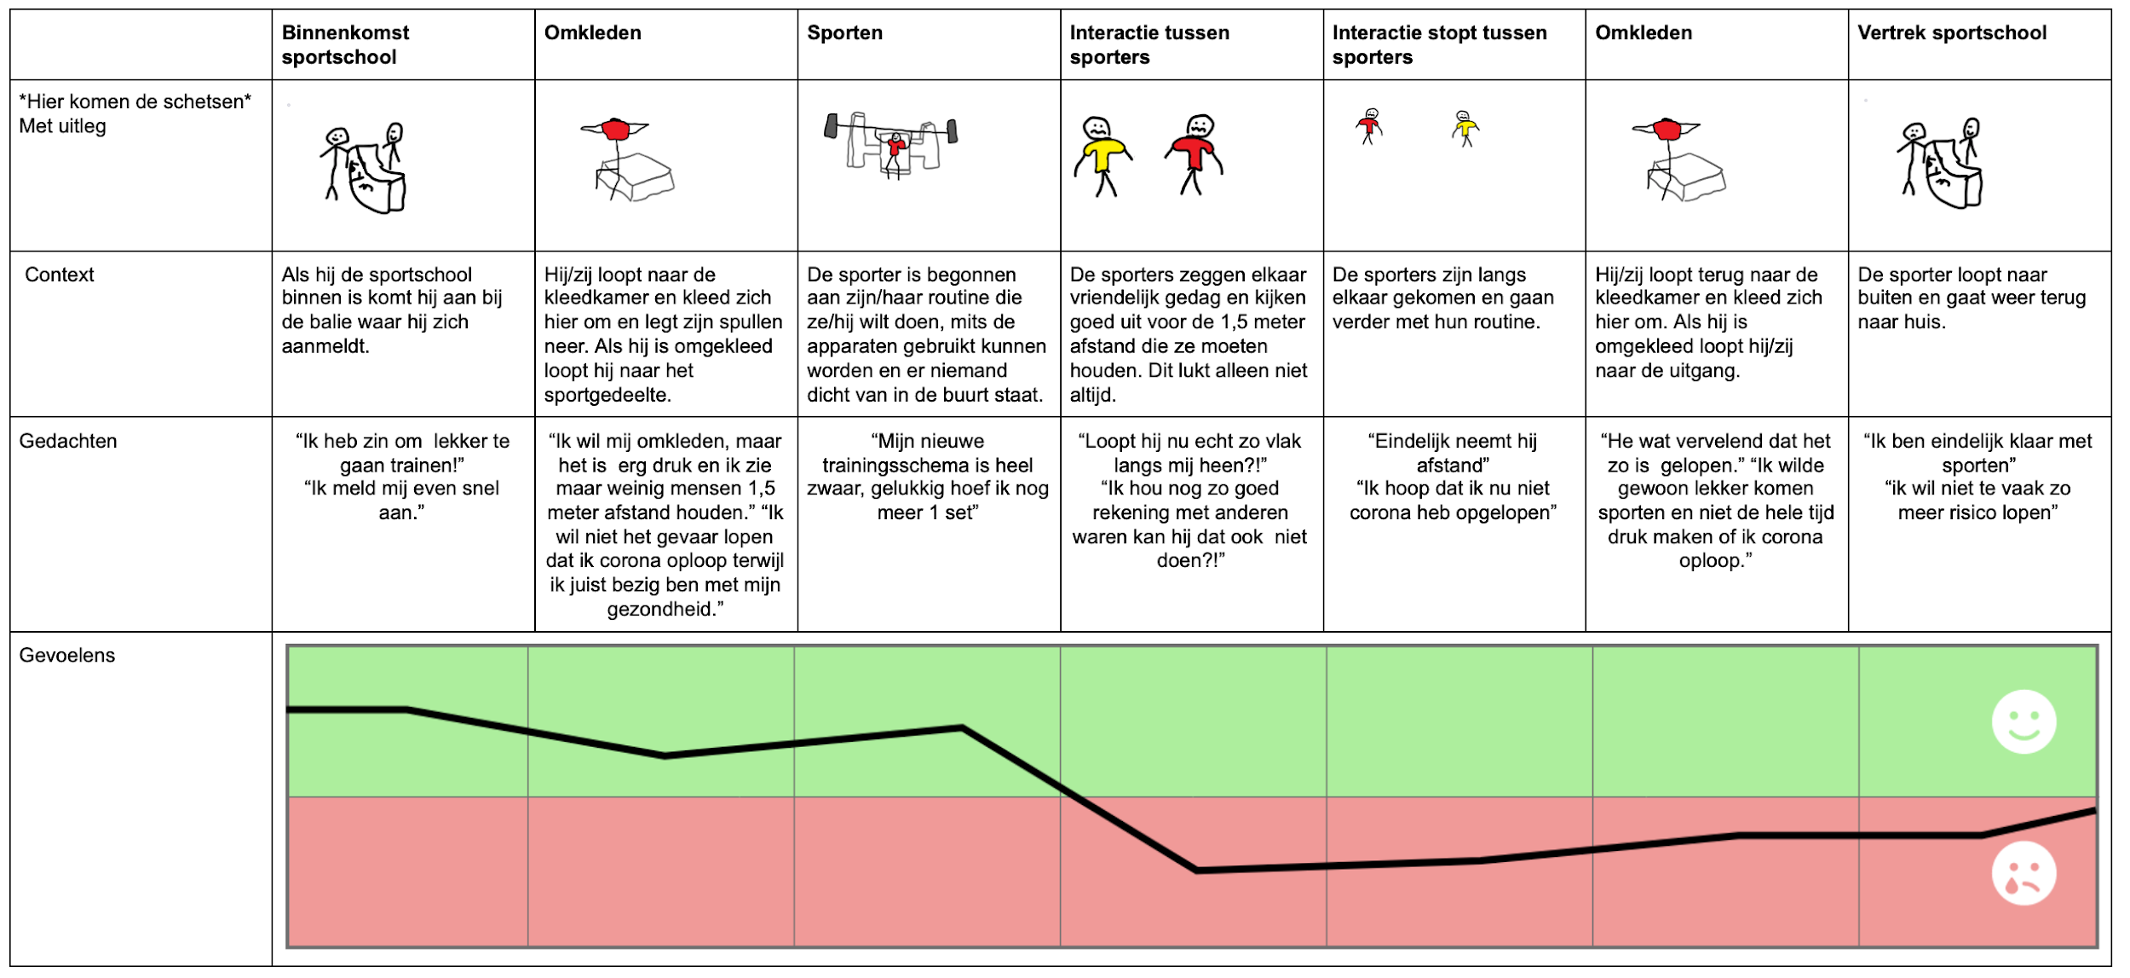 Binnenkomst
sportschool
Omkleden
Sporten
Interactie tussen
sporters
Interactie stopt tussen
sporters
Omkleden
Vertrek sportschool
*Hier komen de schetsen*
Met uitleg
Context
Als hij de sportschool
binnen is komt hij aan bij
de balie waar hij zich
aanmeldt.
Hij/zij loopt naar de
kleedkamer en kleed zich
hier om en legt zijn spullen
neer. Als hij is omgekleed
loopt hij naar het
sportgedeelte.
De sporter is begonnen
aan zijn/haar routine die
ze/hij wilt doen, mits de
apparaten gebruikt kunnen
worden en er niemand
dicht van in de buurt staat.
De sporters zeggen elkaar
vriendelijk gedag en kijken
goed uit voor de 1,5 meter
afstand die ze moeten
houden. Dit lukt alleen niet
altijd.
De sporters zijn langs
elkaar gekomen en gaan
verder met hun routine.
Hij/zij loopt terug naar de
kleedkamer en kleed zich
hier om. Als hij is
omgekleed loopt hij/zij
naar de uitgang.
De sporter loopt naar
buiten en gaat weer terug
naar huis.
Gedachten
“Ik heb zin om  lekker te
gaan trainen!”
“Ik meld mij even snel
aan.”
“Ik wil mij omkleden, maar
het is  erg druk en ik zie
maar weinig mensen 1,5
meter afstand houden.” “Ik
wil niet het gevaar lopen
dat ik corona oploop terwijl
ik juist bezig ben met mijn
gezondheid.”
“Mijn nieuwe
trainingsschema is heel
zwaar, gelukkig hoef ik nog
meer 1 set”
“Loopt hij nu echt zo vlak
langs mij heen?!”
“Ik hou nog zo goed
rekening met anderen
waren kan hij dat ook  niet
doen?!”
“Eindelijk neemt hij
afstand”
“Ik hoop dat ik nu niet
corona heb opgelopen”
“He wat vervelend dat het
zo is  gelopen.” “Ik wilde
gewoon lekker komen
sporten en niet de hele tijd
druk maken of ik corona
oploop.”
“Ik ben eindelijk klaar met
sporten”
“ik wil niet te vaak zo
meer risico lopen”
Gevoelens